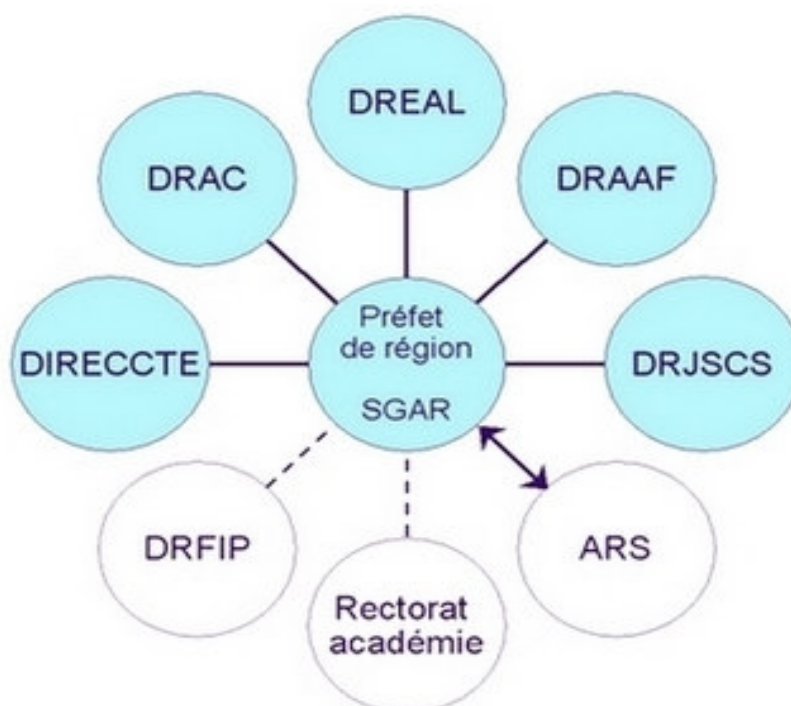 DREAL
DRAC
DRAAF
Préfet
de région
SGAR
DIRECCTE
DRJSCS
DRFIP
ARS
Rectorat
académie